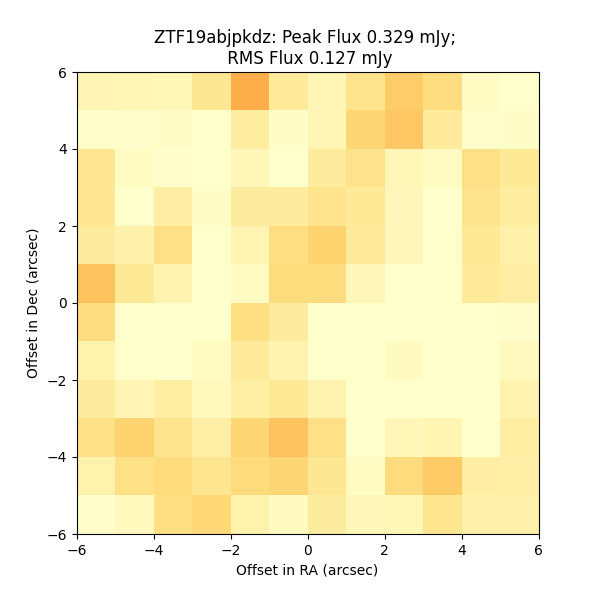 ZTF19abjpkdz: Peak Flux 0.329 mJy;
RMS Flux 0.127 mJy
6
4
2
0
−2
−4
−6
Offset in Dec (arcsec)
−6 −4 −2 0 2 4 6
Offset in RA (arcsec)